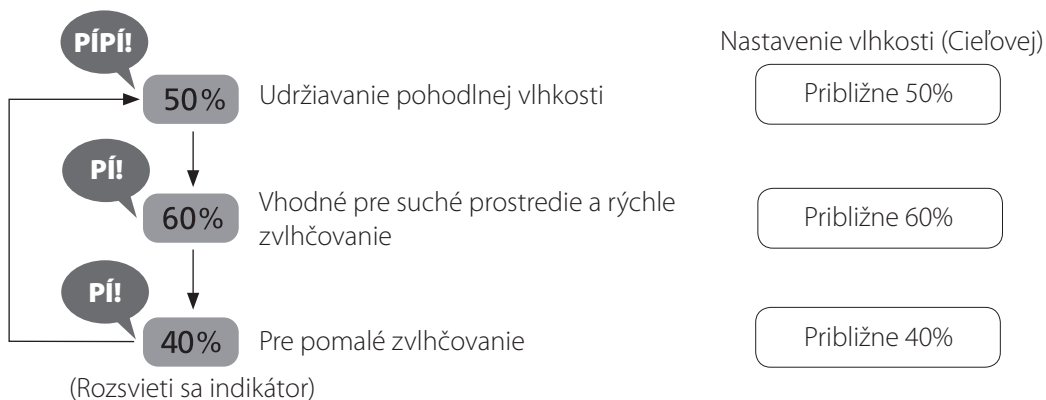 PÍPÍ!
Nastavenie vlhkosti (Cieľovej)
50%
Udržiavanie pohodlnej vlhkosti
Približne 50%
PÍ!
60%
Vhodné pre suché prostredie a rýchle
zvlhčovanie
Približne 60%
PÍ!
40%
Pre pomalé zvlhčovanie
Približne 40%
(Rozsvieti sa indikátor)